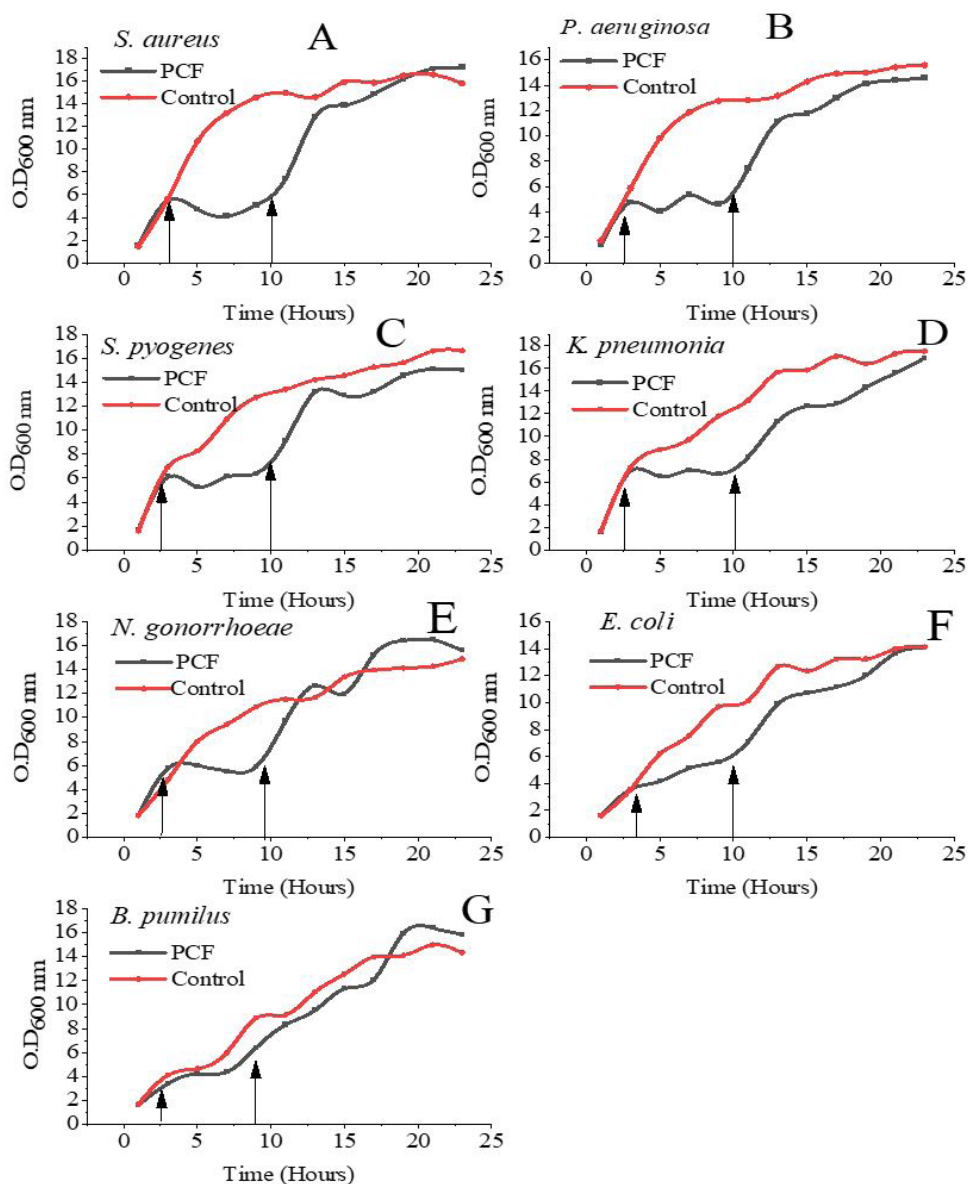 S. aureus
A
PCF
Control
O.D600 nm
18
16
14
12
10
8
6
4
2
0
0 5 10 15 20 25
Time (Hours)
P. aeruginosa
B
PCF
Control
O.D600 nm
16
14
12
10
8
6
4
2
0
0 5 10 15 20 25
Time (Hours)
S. pyogenes
C
PCF
Control
O.D600 nm
18
16
14
12
10
8
6
4
2
0
0 5 10 15 20 25
Time (Hours)
K. pneumonia
D
PCF
Control
O.D600 nm
18
16
14
12
10
8
6
4
2
0
0 5 10 15 20 25
Time (Hours)
N. gonorrhoeae
E
PCF
Control
O.D600 nm
18
16
14
12
10
8
6
4
2
0
0 5 10 15 20 25
Time (Hours)
E. coli
F
PCF
Control
O.D600 nm
16
14
12
10
8
6
4
2
0
0 5 10 15 20 25
Time (Hours)
B. pumilus
G
PCF
Control
O.D600 nm
18
16
14
12
10
8
6
4
2
0
0 5 10 15 20 25
Time (Hours)